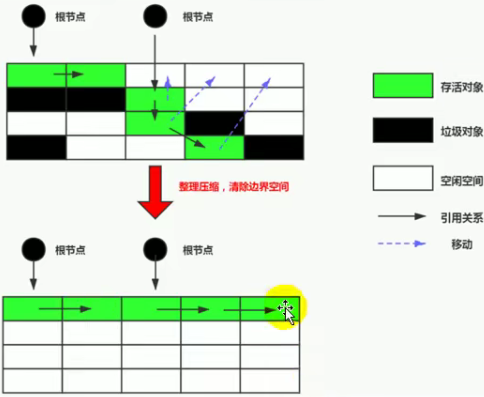 根节点
根节点
存活对象
垃圾对象
空闲空间
引用关系
移动
整理压缩，清除边界空间
根节点
根节点